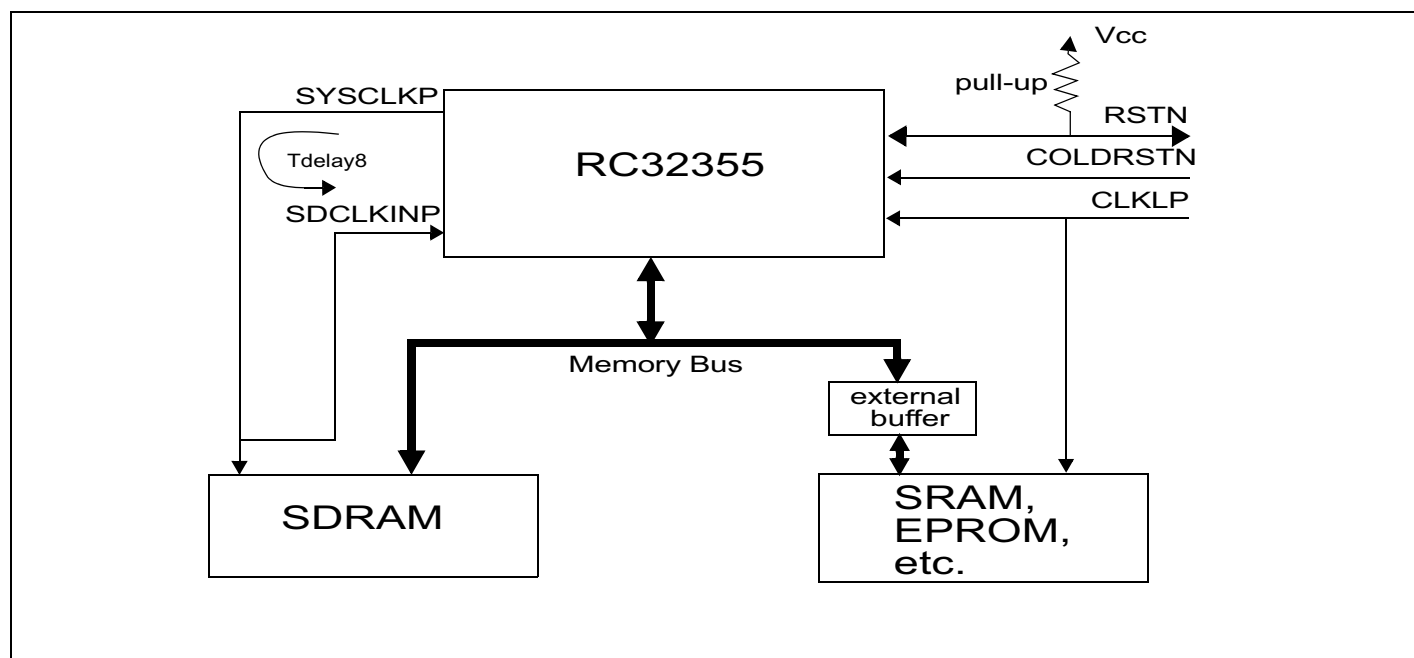 Vcc
pull-up
SYSCLKP
RSTN
Tdelay8
RC32355
COLDRSTN
CLKLP
SDCLKINP
Memory Bus
external
buffer
SDRAM
SRAM,
EPROM,
etc.